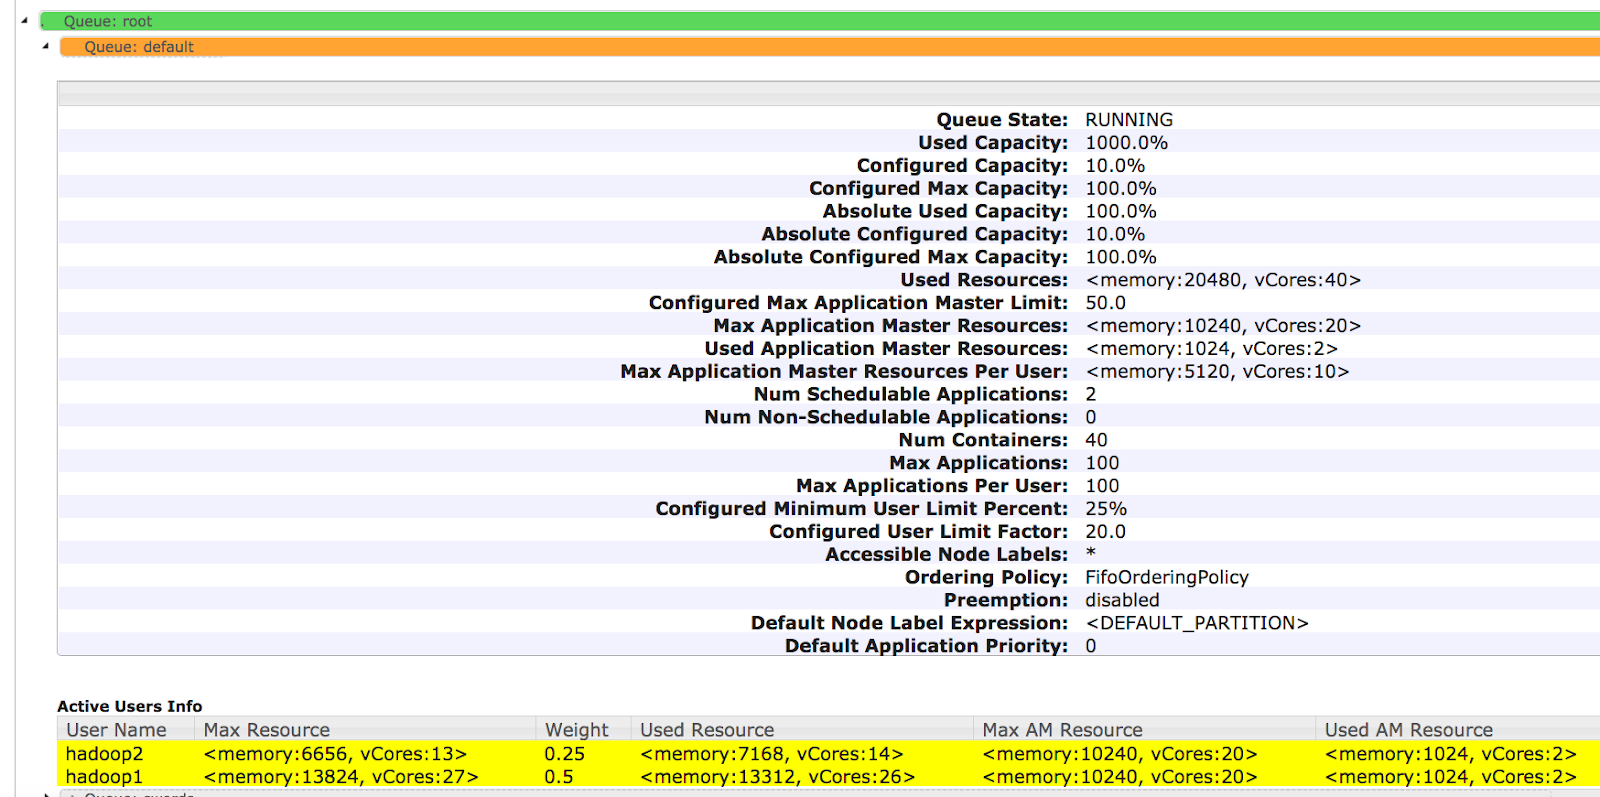 Queue: root
Queue: default
Queue State: RUNNING
Used Capacity: 1000.0%
Configured Capacity: 10.0%
Configured Max Capacity: 100.0%
Absolute Used Capacity: 100.0%
Absolute Configured Capacity: 10.0%
Absolute Configured Max Capacity: 100.0%
Used Resources: <memory:20480, vCores:40>
Configured Max Application Master Limit: 50.0
Max Application Master Resources: <memory:10240, vCores:20>
Used Application Master Resources: <memory:1024, vCores:2>
Max Application Master Resources Per User: <memory:5120, vCores:10>
Num Schedulable Applications: 2
Num Non-Schedulable Applications: 0
Num Containers: 40
Max Applications: 100
Max Applications Per User: 100
Configured Minimum User Limit Percent: 25%
Configured User Limit Factor: 20.0
Accessible Node Labels: *
Ordering Policy: FifoOrderingPolicy
Preemption: disabled
Default Node Label Expression: <DEFAULT_PARTITION>
Default Application Priority: 0
Active Users Info
User Name Max Resource Weight Used Resource Max AM Resource Used AM Resource
hadoop2 <memory:6656, vCores:13> 0.25 <memory:7168, vCores:14> <memory:10240, vCores:20> <memory:1024, vCores:2>
hadoop1 <memory:13824, vCores:27> 0.5 <memory:13312, vCores:26> <memory:10240, vCores:20> <memory:1024, vCores:2>